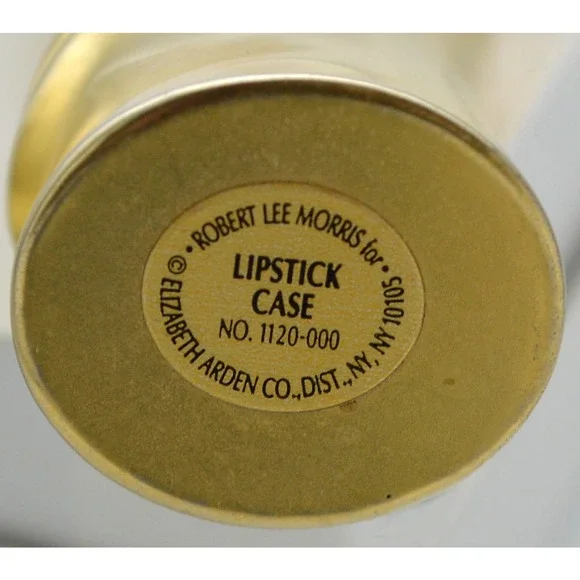 • ROBERT LEE MORRIS for •
LIPSTICK
CASE
NO. 1120-000
© ELIZABETH ARDEN CO., DIST., NY, NY 10105